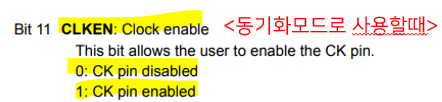 Bit 11 CLKEN: Clock enable <동기화모드로 사용할때>
This bit allows the user to enable the CK pin.
0: CK pin disabled
1: CK pin enabled